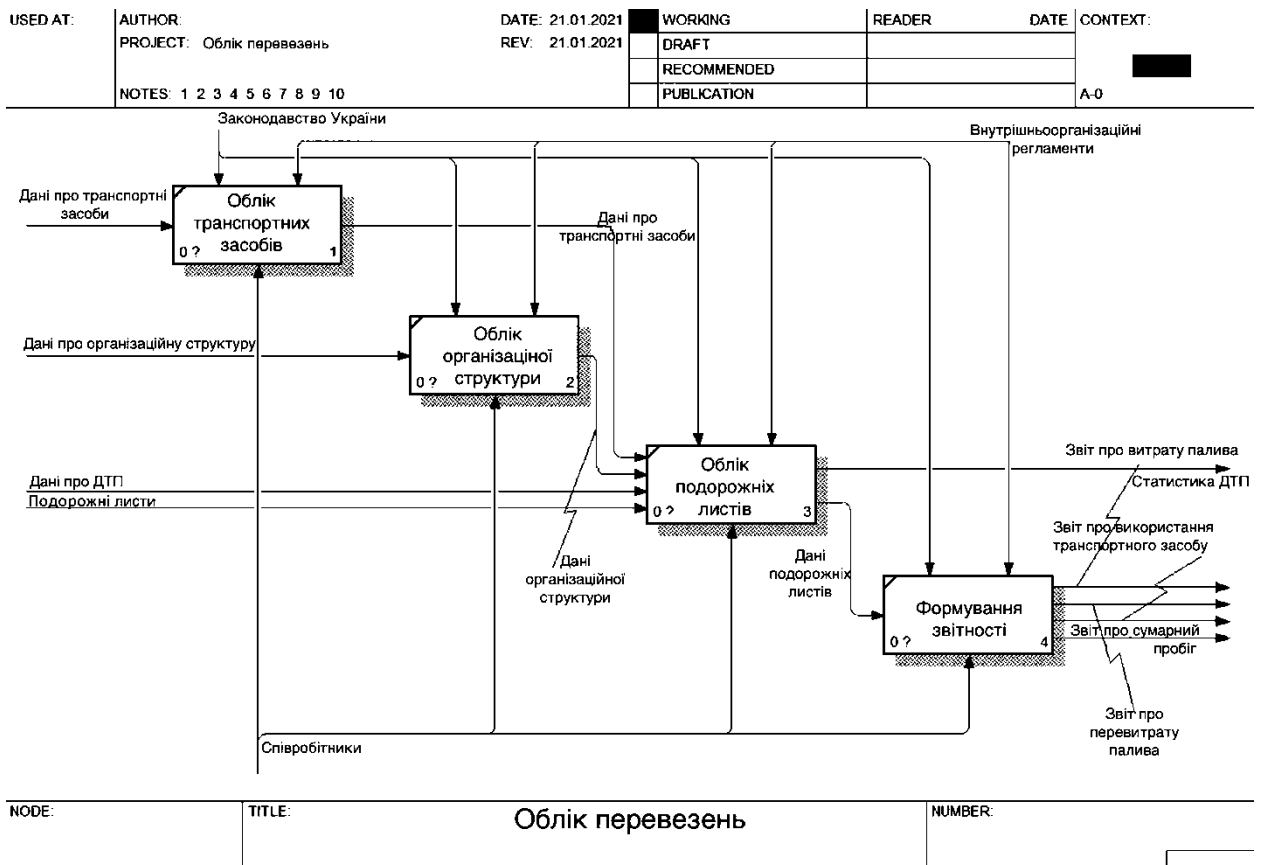 USED AT:
AUTHOR:
DATE: 21.01.2021
WORKING
READER
DATE
CONTEXT:
PROJECT: Облік перевезень
REV: 21.01.2021
DRAFT
RECOMMENDED
NOTES: 1 2 3 4 5 6 7 8 9 10
PUBLICATION
A-0
Законодавство України
Внутрішньоорганізаційні
регламенти
Дані про транспортні
засоби
Облік
транспортних
засобів
0 ?
1
Дані про
транспортні засоби
Дані про організаційну структуру
Облік
організаціної
структури
0 ?
2
Дані про ДТП
Подорожні листи
Облік
подорожніх
листів
0 ?
3
Звіт про витрату палива
Статистика ДТП
Звіт про використання
транспортного засобу
Дані
організаційної
структури
Дані
подорожніх
листів
Формування
звітності
0 ?
4
Звіт про сумарний
пробіг
Звіт про
перевитрату
палива
Співробітники
NODE:
TITLE:
Облік перевезень
NUMBER: